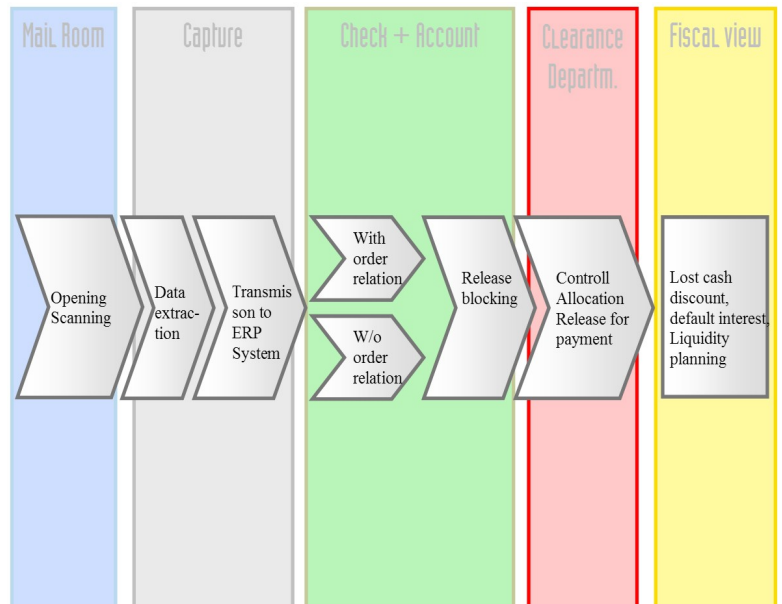 Mail Room
Capture
Check + Account
Clearance
Departm.
Fiscal view
Opening
Scanning
Data
extrac-
tion
Transmis
son to
ERP
System
With
order
relation
W/o
order
relation
Release
blocking
Controll
Allocation
Release for
payment
Lost cash
discount,
default interest,
Liquidity
planning